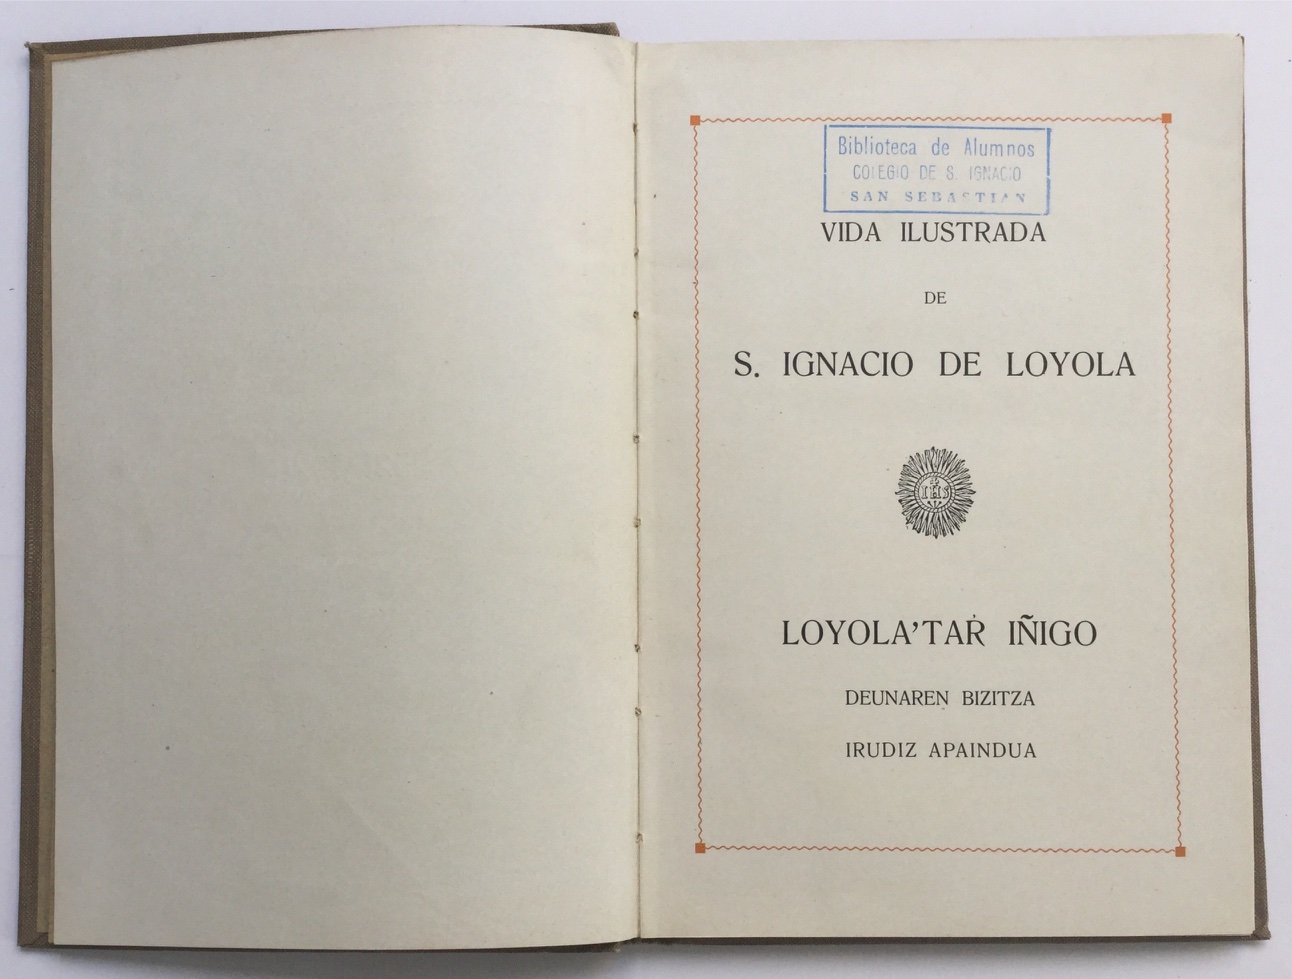 Biblioteca de Alumnos
COLEGIO DE S. IGNACIO
SAN SEBASTIAN
VIDA ILUSTRADA
DE
S. IGNACIO DE LOYOLA
IHS
LOYOLA’TAṘ IÑIGO
DEUNAREN BIZITZA
IRUDIZ APAINDUA